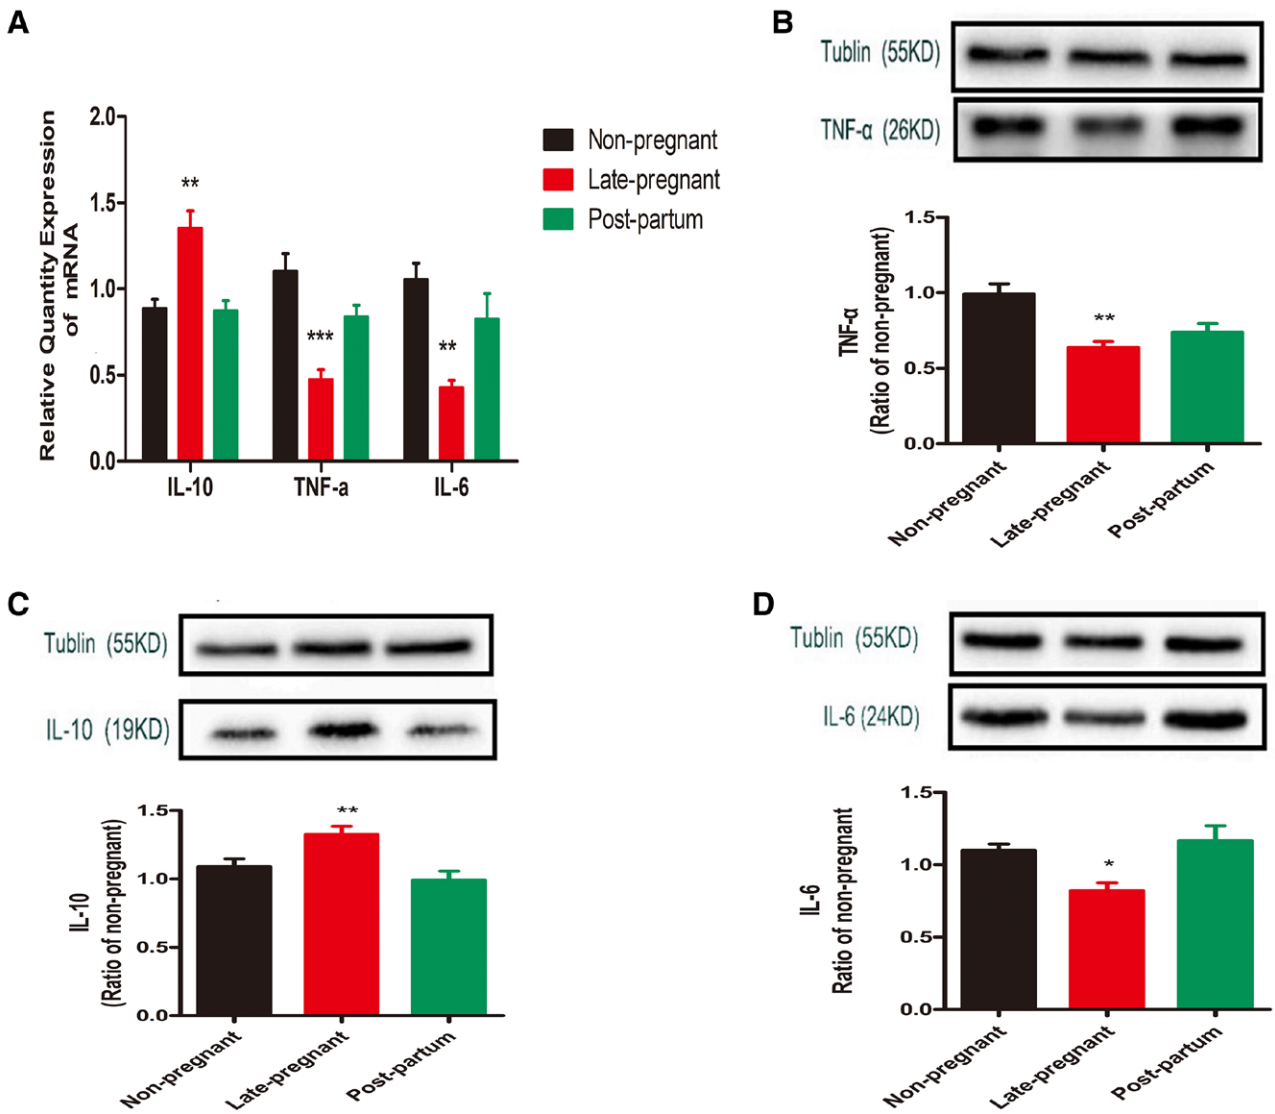 A
Relative Quantity Expression
of mRNA
2.0
1.5
1.0
0.5
0.0
**
***
**
IL-10
TNF-a
IL-6
Non-pregnant
Late-pregnant
Post-partum
B
Tublin (55KD)
TNF-α (26KD)
TNF-α
(Ratio of non-pregnant)
1.5
1.0
0.5
0.0
**
Non-pregnant
Late-pregnant
Post-partum
C
Tublin (55KD)
IL-10 (19KD)
IL-10
(Ratio of non-pregnant)
1.5
1.0
0.5
0.0
**
Non-pregnant
Late-pregnant
Post-partum
D
Tublin (55KD)
IL-6 (24KD)
IL-6
Ratio of non-pregnant
1.5
1.0
0.5
0.0
*
Non-pregnant
Late-pregnant
Post-partum